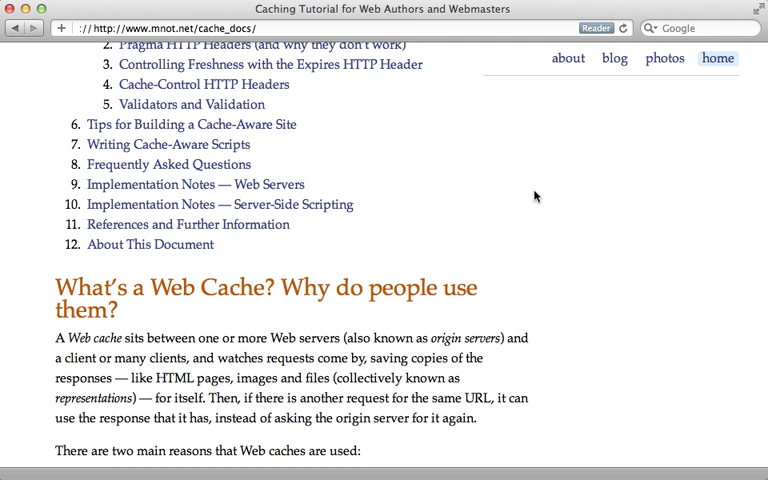 Caching Tutorial for Web Authors and Webmasters
://http://www.mnot.net/cache_docs/
Reader
Google
about blog photos home
2. Pragma HTTP Headers (and why they don't work)
3. Controlling Freshness with the Expires HTTP Header
4. Cache-Control HTTP Headers
5. Validators and Validation
6. Tips for Building a Cache-Aware Site
7. Writing Cache-Aware Scripts
8. Frequently Asked Questions
9. Implementation Notes — Web Servers
10. Implementation Notes — Server-Side Scripting
11. References and Further Information
12. About This Document
What's a Web Cache? Why do people use
them?
A Web cache sits between one or more Web servers (also known as origin servers) and
a client or many clients, and watches requests come by, saving copies of the
responses — like HTML pages, images and files (collectively known as
representations) — for itself. Then, if there is another request for the same URL, it can
use the response that it has, instead of asking the origin server for it again.
There are two main reasons that Web caches are used: